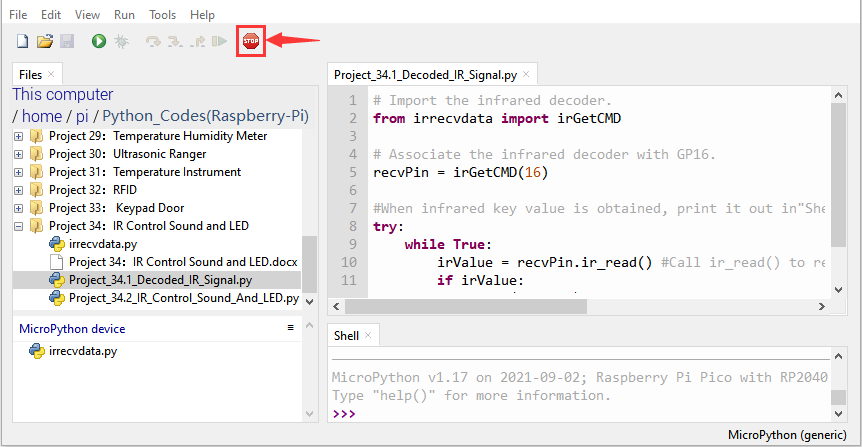 File Edit View Run Tools Help
STOP
Files ×
This computer
/ home / pi / Python_Codes(Raspberry-Pi)
Project 29: Temperature Humidity Meter
Project 30: Ultrasonic Ranger
Project 31: Temperature Instrument
Project 32: RFID
Project 33: Keypad Door
Project 34: IR Control Sound and LED
irrecvdata.py
Project 34: IR Control Sound and LED.docx
Project_34.1_Decoded_IR_Signal.py
Project_34.2_IR_Control_Sound_And_LED.py
MicroPython device
irrecvdata.py
Project_34.1_Decoded_IR_Signal.py ×
1 # Import the infrared decoder.
2 from irrecvdata import irGetCMD
3
4 # Associate the infrared decoder with GP16.
5 recvPin = irGetCMD(16)
6
7 #When infrared key value is obtained, print it out in"She
8 try:
9 while True:
10 irValue = recvPin.ir_read() #Call ir_read() to re
11 if irValue:
Shell ×
MicroPython v1.17 on 2021-09-02; Raspberry Pi Pico with RP2040
Type "help()" for more information.
>>>
MicroPython (generic)